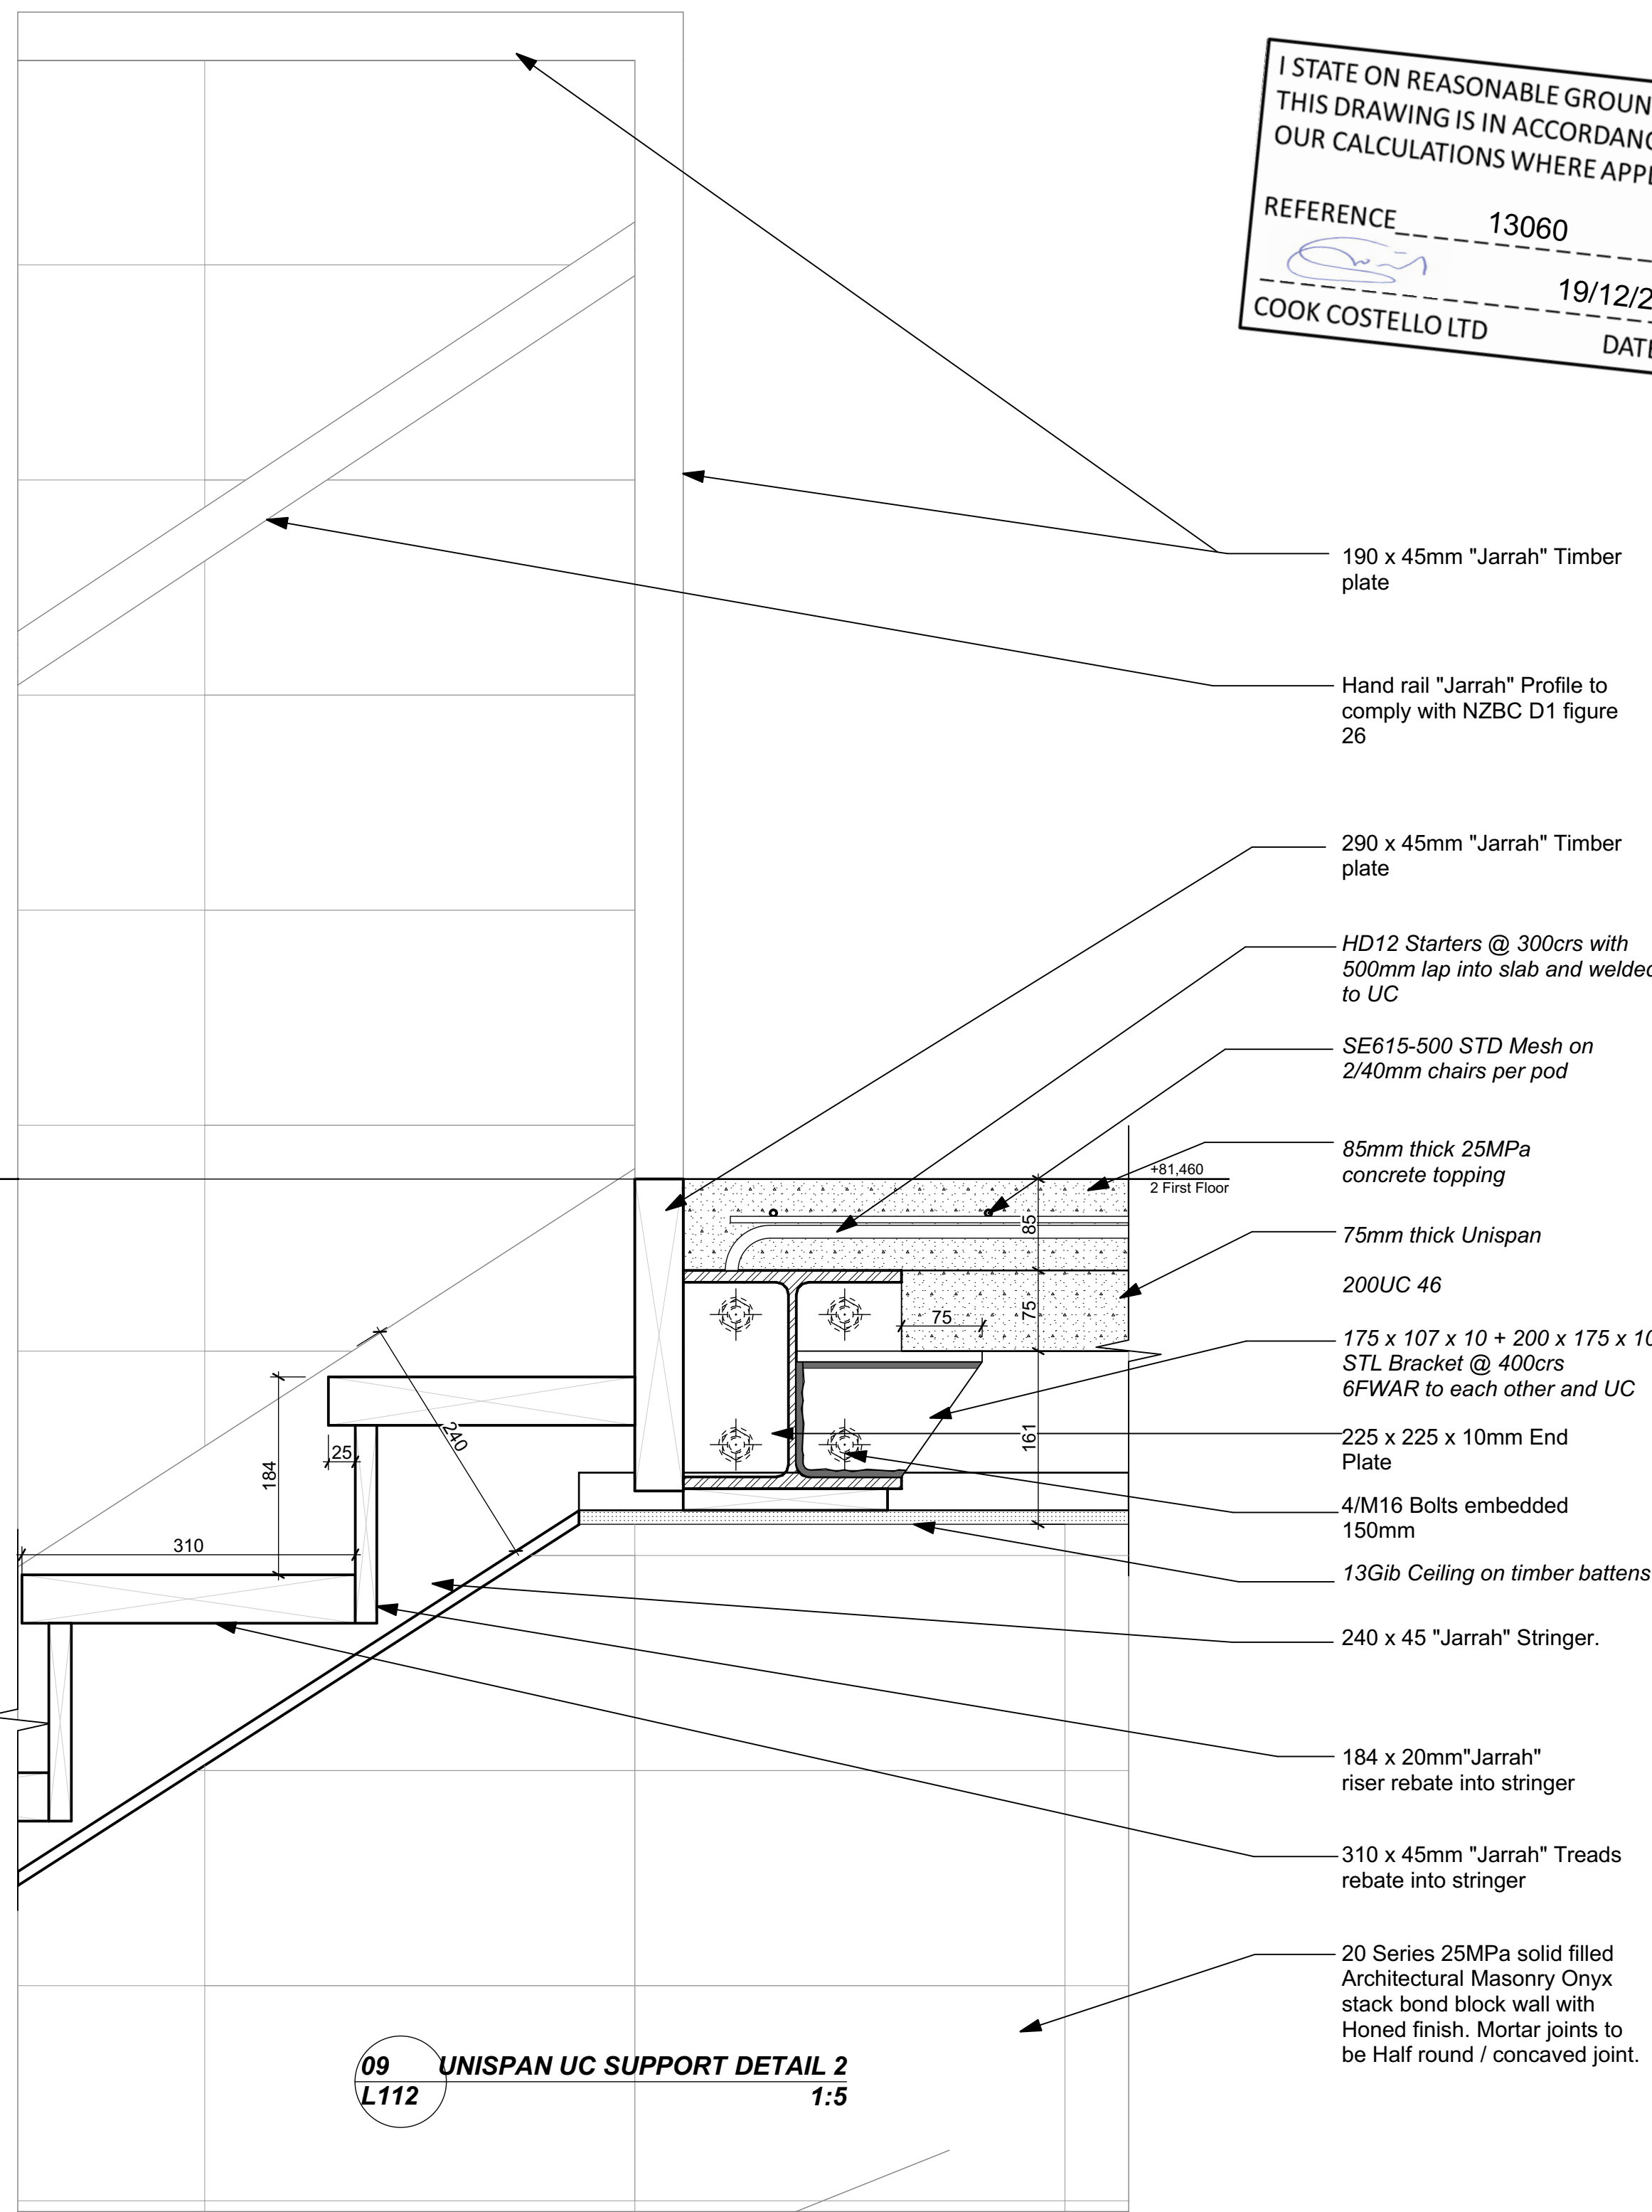 I STATE ON REASONABLE
THIS DRAWING IS IN
OUR CALCULATIONS WHERE
REFERENCE 13060
19/12/2
COOK COSTELLO LTD
190 x 45mm "Jarrah" Timber
plate
Hand rail "Jarrah" Profile to
comply with NZBC D1 figure
26
290 x 45mm "Jarrah" Timber
plate
HD12 Starters @ 300crs with
500mm lap into slab and welded
to UC
SE615-500 STD Mesh on
2/40mm chairs per pod
85mm thick 25MPa
concrete topping
+81,460
2 First Floor
85
75mm thick Unispan
200UC 46
75
75
175 x 107 x 10 + 200 x 175 x 10
STL Bracket @ 400crs
6FWAR to each other and UC
161
225 x 225 x 10mm End
Plate
4/M16 Bolts embedded
150mm
240
25
184
310
13Gib Ceiling on timber battens
240 x 45 "Jarrah" Stringer.
184 x 20mm"Jarrah"
riser rebate into stringer
310 x 45mm "Jarrah" Treads
rebate into stringer
20 Series 25MPa solid filled
Architectural Masonry Onyx
stack bond block wall with
Honed finish. Mortar joints to
be Half round / concaved joint.
09 UNISPAN UC SUPPORT DETAIL 2
L112 1:5